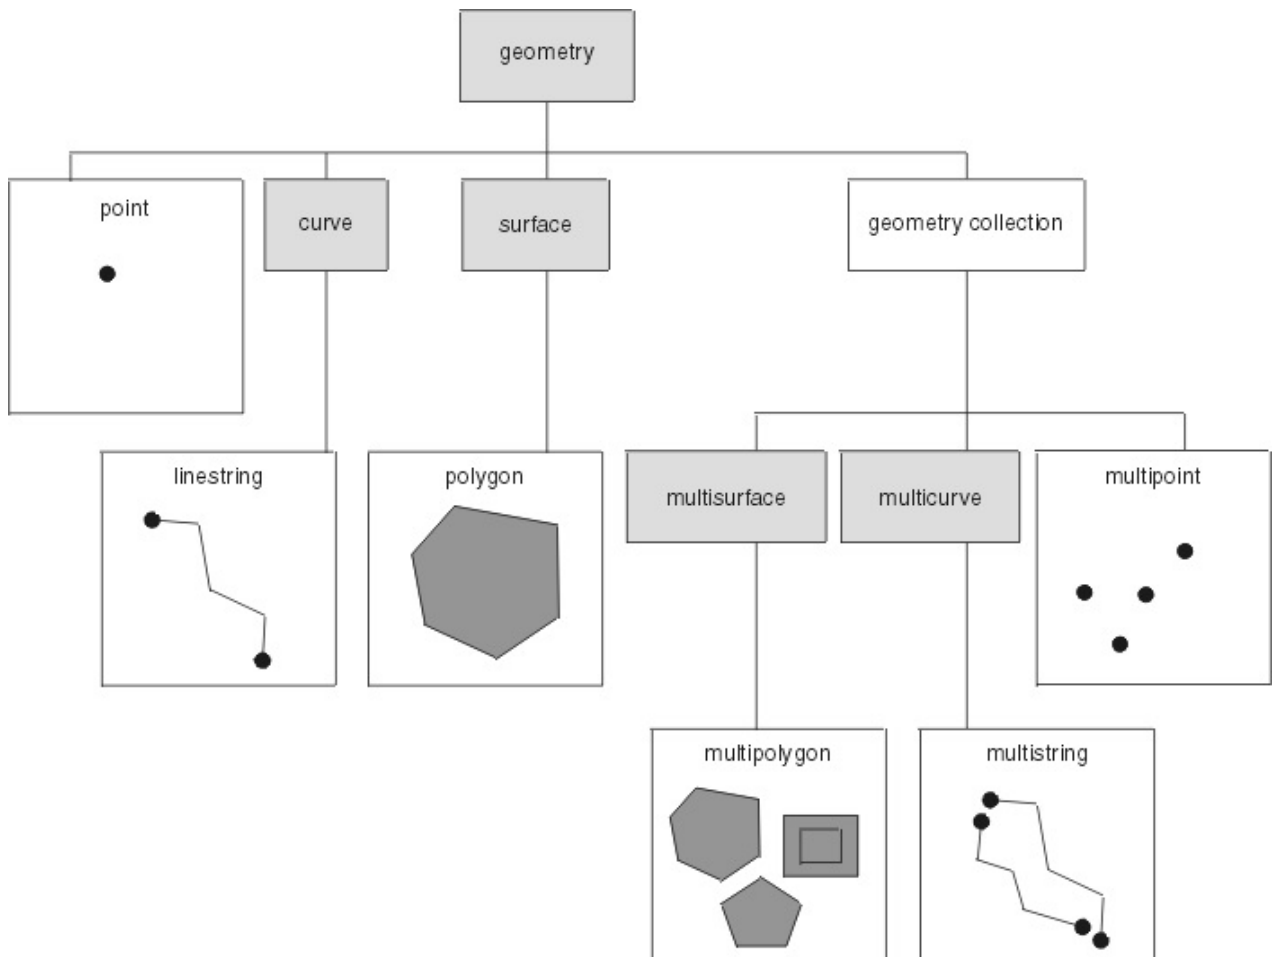 geometry
point
curve
surface
geometry collection
linestring
polygon
multisurface
multicurve
multipoint
multipolygon
multistring